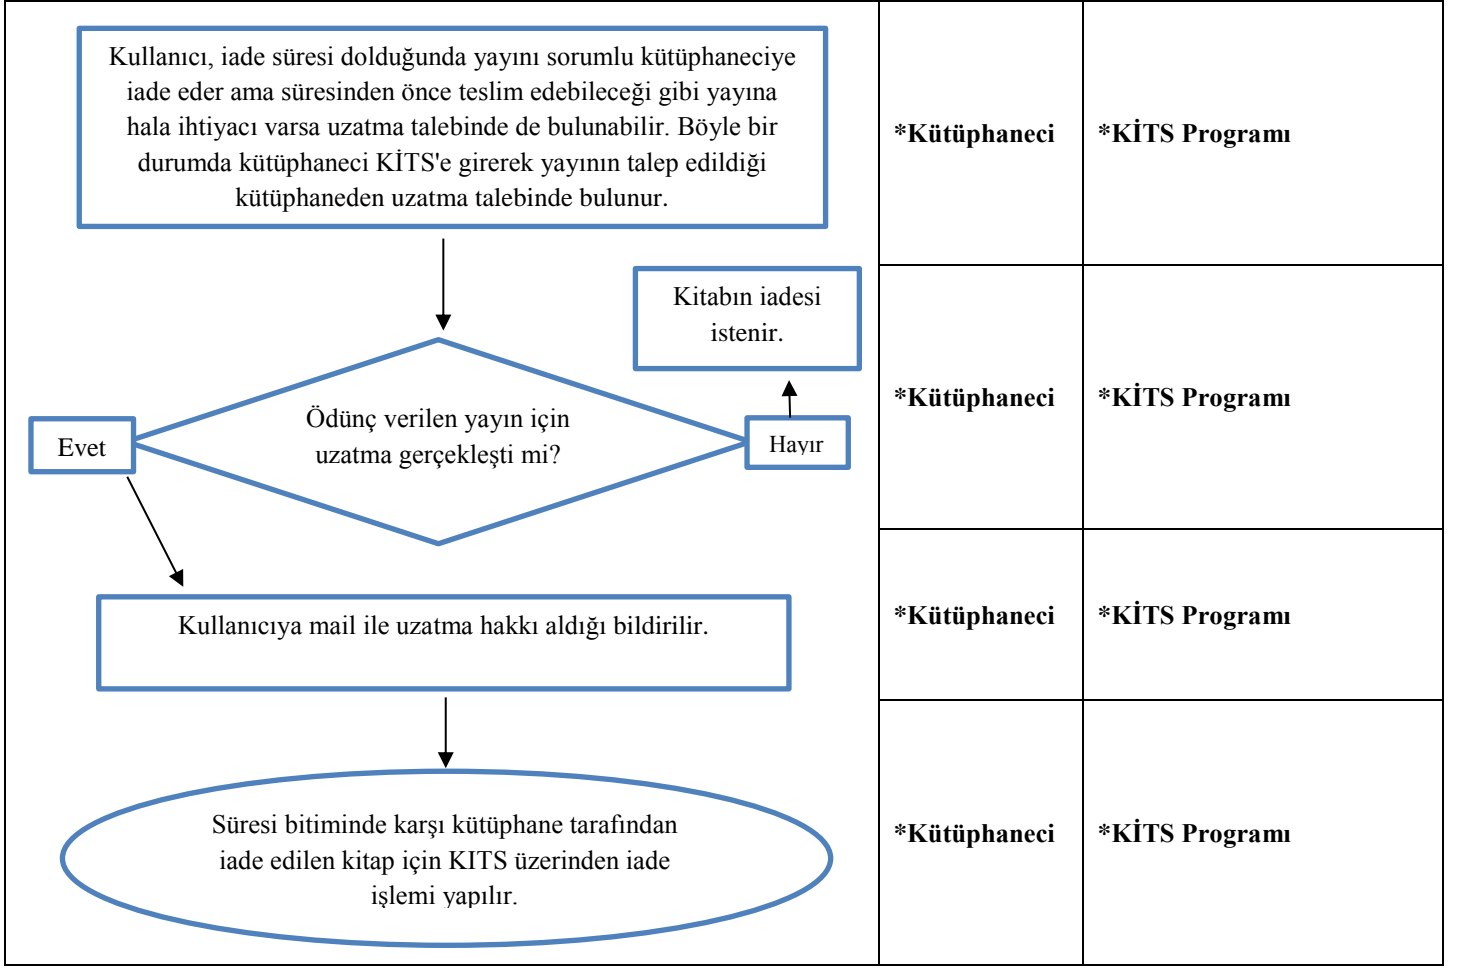 Kullanıcı, iade süresi dolduğunda yayını sorumlu kütüphaneciye
iade eder ama süresinden önce teslim edebileceği gibi yayına
hala ihtiyacı varsa uzatma talebinde de bulunabilir. Böyle bir
durumda kütüphaneci KİTS'e girerek yayının talep edildiği
kütüphaneden uzatma talebinde bulunur.
*Kütüphaneci
*KİTS Programı
Kitabın iadesi
istenir.
Ödünç verilen yayın için
uzatma gerçekleşti mi?
Evet
Hayır
*Kütüphaneci
*KİTS Programı
Kullanıcıya mail ile uzatma hakkı aldığı bildirilir.
*Kütüphaneci
*KİTS Programı
Süresi bitiminde karşı kütüphane tarafından
iade edilen kitap için KITS üzerinden iade
işlemi yapılır.
*Kütüphaneci
*KİTS Programı